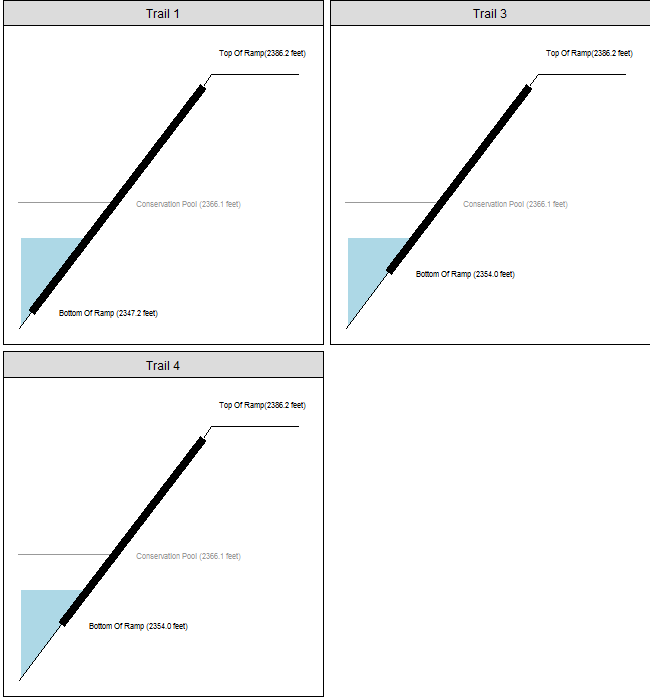 Trail 1
Top Of Ramp(2386.2 feet)
Conservation Pool (2366.1 feet)
Bottom Of Ramp (2347.2 feet)
Trail 3
Top Of Ramp(2386.2 feet)
Conservation Pool (2366.1 feet)
Bottom Of Ramp (2354.0 feet)
Trail 4
Top Of Ramp(2386.2 feet)
Conservation Pool (2366.1 feet)
Bottom Of Ramp (2354.0 feet)